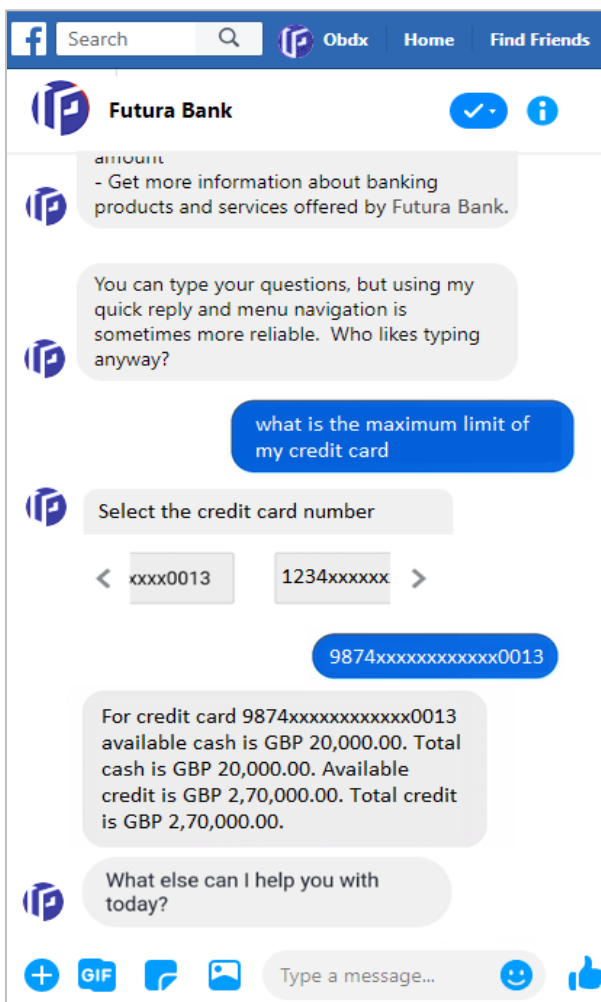 Search
Obdx
Home
Find Friends
Futura Bank
amount
- Get more information about banking
products and services offered by Futura Bank.
You can type your questions, but using my
quick reply and menu navigation is
sometimes more reliable.  Who likes typing
anyway?
what is the maximum limit of
my credit card
Select the credit card number
xxxx0013
1234xxxxxx
9874xxxxxxxxxxxx0013
For credit card 9874xxxxxxxxxxxx0013
available cash is GBP 20,000.00. Total
cash is GBP 20,000.00. Available
credit is GBP 2,70,000.00. Total credit
is GBP 2,70,000.00.
What else can I help you with
today?
GIF
Type a message...